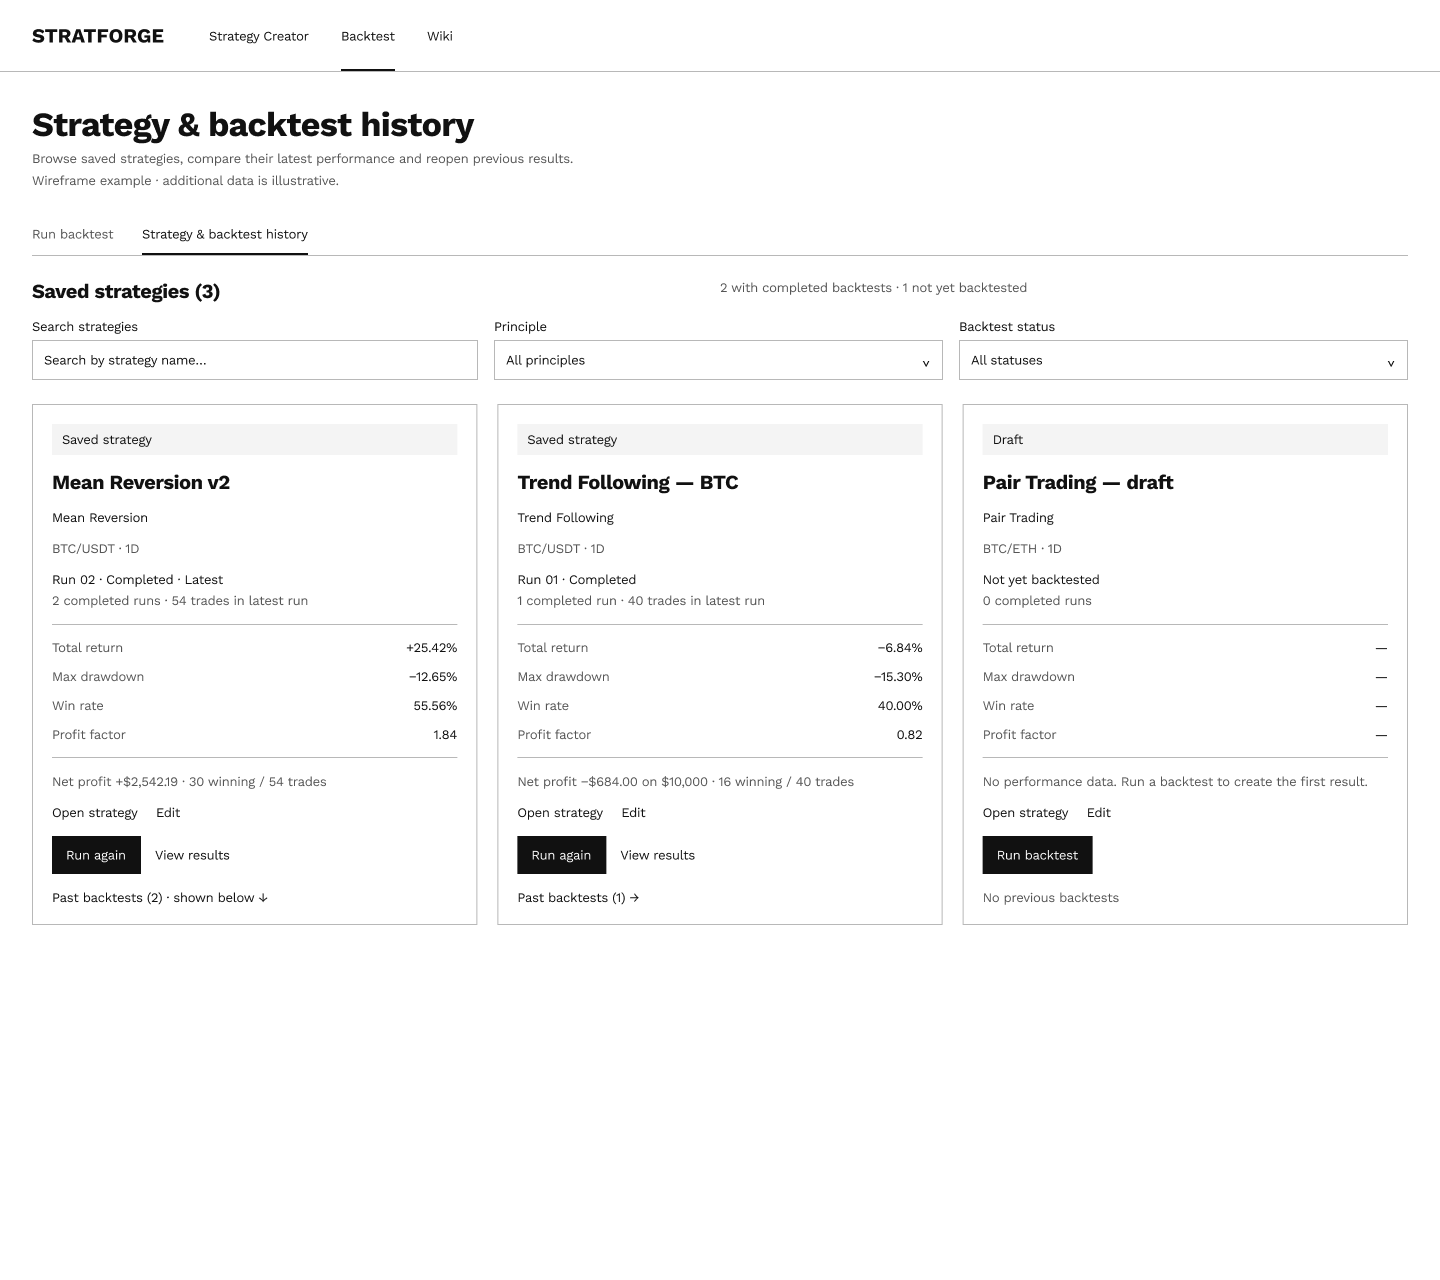 STRATFORGE
Strategy Creator
Backtest
Wiki
Strategy & backtest history
Browse saved strategies, compare their latest performance and reopen previous results.
Wireframe example · additional data is illustrative.
Run backtest
Strategy & backtest history
Saved strategies (3)
2 with completed backtests · 1 not yet backtested
Search strategies
Search by strategy name...
Principle
All principles
v
Backtest status
All statuses
v
Saved strategy
Mean Reversion v2
Mean Reversion
BTC/USDT · 1D
Run 02 · Completed · Latest
2 completed runs · 54 trades in latest run
Total return +25.42%
Max drawdown −12.65%
Win rate 55.56%
Profit factor 1.84
Net profit +$2,542.19 · 30 winning / 54 trades
Open strategy Edit
Run again View results
Past backtests (2) · shown below ↓
Saved strategy
Trend Following — BTC
Trend Following
BTC/USDT · 1D
Run 01 · Completed
1 completed run · 40 trades in latest run
Total return −6.84%
Max drawdown −15.30%
Win rate 40.00%
Profit factor 0.82
Net profit −$684.00 on $10,000 · 16 winning / 40 trades
Open strategy Edit
Run again View results
Past backtests (1) →
Draft
Pair Trading — draft
Pair Trading
BTC/ETH · 1D
Not yet backtested
0 completed runs
Total return —
Max drawdown —
Win rate —
Profit factor —
No performance data. Run a backtest to create the first result.
Open strategy Edit
Run backtest
No previous backtests